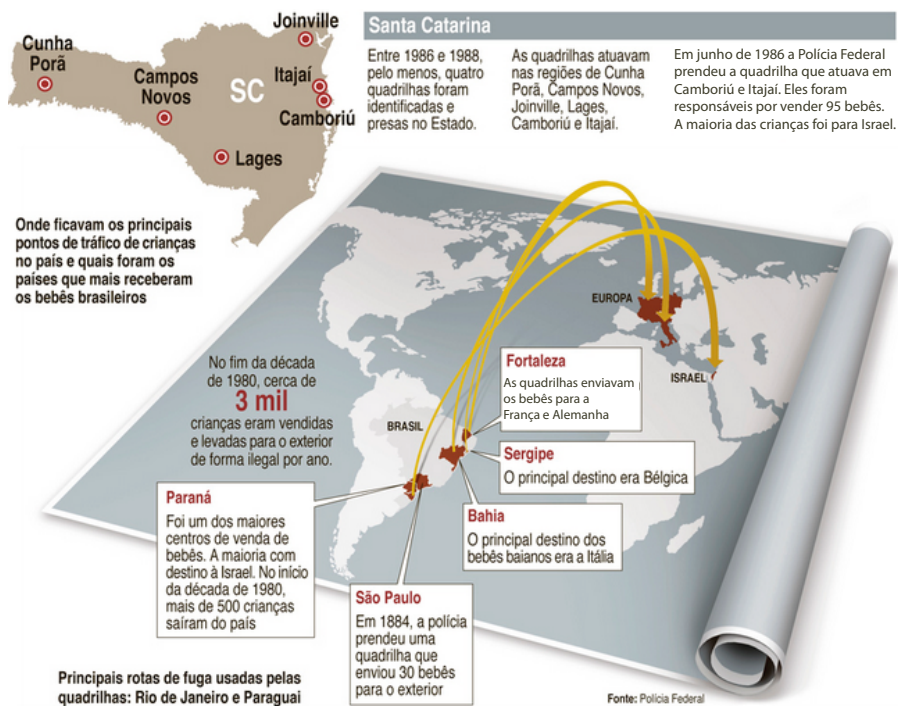 Joinville
Cunha
Porã
Campos
Novos
SC
Itajaí
Camboriú
Lages
Santa Catarina
Entre 1986 e 1988,
pelo menos, quatro
quadrilhas foram
identificadas e
presas no Estado.
As quadrilhas atuavam
nas regiões de Cunha
Porã, Campos Novos,
Joinville, Lages,
Camboriú e Itajaí.
Em junho de 1986 a Polícia Federal
prendeu a quadrilha que atuava em
Camboriú e Itajaí. Eles foram
responsáveis por vender 95 bebês.
A maioria das crianças foi para Israel.
Onde ficavam os principais
pontos de tráfico de crianças
no país e quais foram os
países que mais receberam
os bebês brasileiros
No fim da década
de 1980, cerca de
3 mil
crianças eram vendidas
e levadas para o exterior
de forma ilegal por ano.
EUROPA
ISRAEL
BRASIL
Fortaleza
As quadrilhas enviavam
os bebês para a
França e Alemanha
Sergipe
O principal destino era Bélgica
Bahia
O principal destino dos
bebês baianos era a Itália
Paraná
Foi um dos maiores
centros de venda de
bebês. A maioria com
destino à Israel. No início
da década de 1980,
mais de 500 crianças
saíram do país
São Paulo
Em 1884, a polícia
prendeu uma
quadrilha que
enviou 30 bebês
para o exterior
Principais rotas de fuga usadas pelas
quadrilhas: Rio de Janeiro e Paraguai
Fonte: Polícia Federal